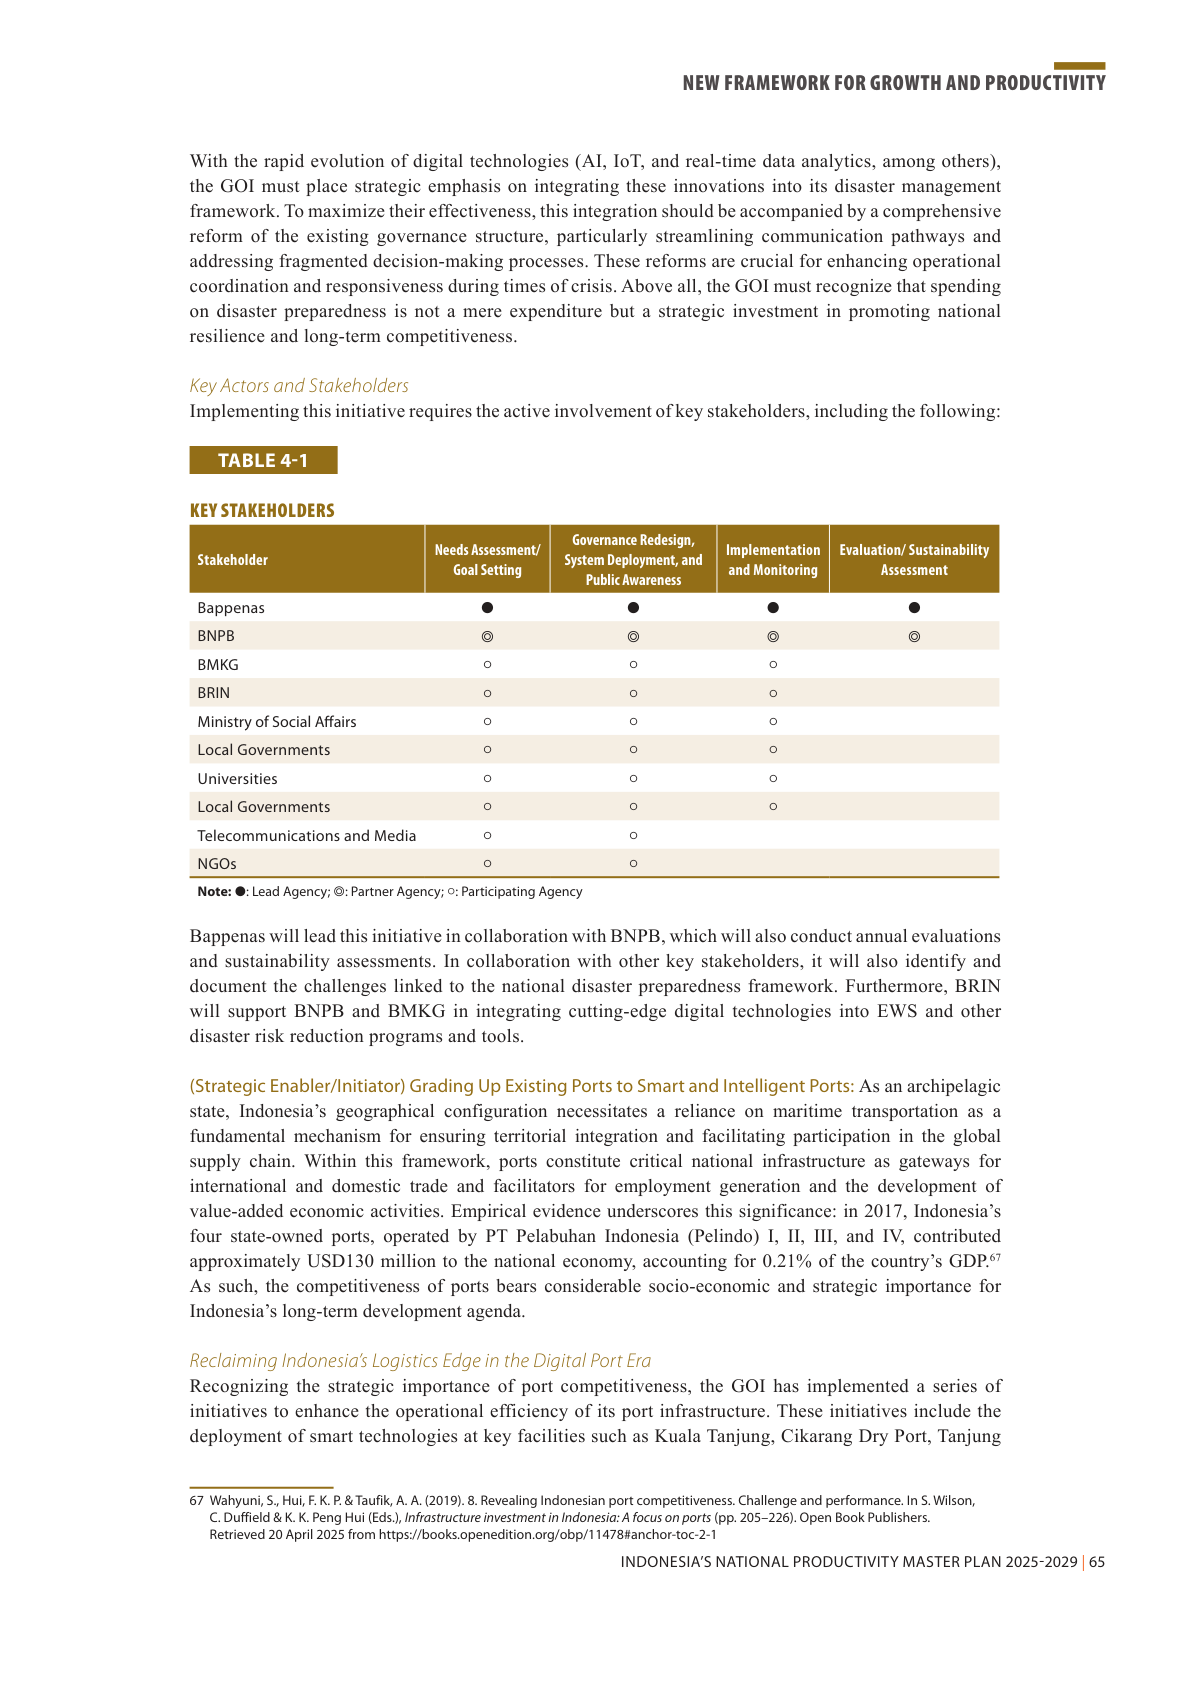 NEW FRAMEWORK FOR GROWTH AND PRODUCTIVITY
With the rapid evolution of digital technologies (AI, IoT, and real-time data analytics, among others),
the GOI must place strategic emphasis on integrating these innovations into its disaster management
framework. To maximize their effectiveness, this integration should be accompanied by a comprehensive
reform of the existing governance structure, particularly streamlining communication pathways and
addressing fragmented decision-making processes. These reforms are crucial for enhancing operational
coordination and responsiveness during times of crisis. Above all, the GOI must recognize that spending
on disaster preparedness is not a mere expenditure but a strategic investment in promoting national
resilience and long-term competitiveness.
Key Actors and Stakeholders
Implementing this initiative requires the active involvement of key stakeholders, including the following:
TABLE 4-1
KEY STAKEHOLDERS
Stakeholder
Needs Assessment/
Goal Setting
Governance Redesign,
System Deployment, and
Public Awareness
Implementation
and Monitoring
Evaluation/ Sustainability
Assessment
Bappenas ● ● ● ●
BNPB ◎ ◎ ◎ ◎
BMKG ○ ○ ○
BRIN ○ ○ ○
Ministry of Social Affairs ○ ○ ○
Local Governments ○ ○ ○
Universities ○ ○ ○
Local Governments ○ ○ ○
Telecommunications and Media ○ ○
NGOs ○ ○
Note: ●: Lead Agency; ◎: Partner Agency; ○: Participating Agency
Bappenas will lead this initiative in collaboration with BNPB, which will also conduct annual evaluations
and sustainability assessments. In collaboration with other key stakeholders, it will also identify and
document the challenges linked to the national disaster preparedness framework. Furthermore, BRIN
will support BNPB and BMKG in integrating cutting-edge digital technologies into EWS and other
disaster risk reduction programs and tools.
(Strategic Enabler/Initiator) Grading Up Existing Ports to Smart and Intelligent Ports: As an archipelagic
state, Indonesia’s geographical configuration necessitates a reliance on maritime transportation as a
fundamental mechanism for ensuring territorial integration and facilitating participation in the global
supply chain. Within this framework, ports constitute critical national infrastructure as gateways for
international and domestic trade and facilitators for employment generation and the development of
value-added economic activities. Empirical evidence underscores this significance: in 2017, Indonesia’s
four state-owned ports, operated by PT Pelabuhan Indonesia (Pelindo) I, II, III, and IV, contributed
approximately USD130 million to the national economy, accounting for 0.21% of the country’s GDP.67
As such, the competitiveness of ports bears considerable socio-economic and strategic importance for
Indonesia’s long-term development agenda.
Reclaiming Indonesia’s Logistics Edge in the Digital Port Era
Recognizing the strategic importance of port competitiveness, the GOI has implemented a series of
initiatives to enhance the operational efficiency of its port infrastructure. These initiatives include the
deployment of smart technologies at key facilities such as Kuala Tanjung, Cikarang Dry Port, Tanjung
67 Wahyuni, S., Hui, F. K. P. & Taufik, A. A. (2019). 8. Revealing Indonesian port competitiveness. Challenge and performance. In S. Wilson,
C. Duffield & K. K. Peng Hui (Eds.), Infrastructure investment in Indonesia: A focus on ports (pp. 205–226). Open Book Publishers.
Retrieved 20 April 2025 from https://books.openedition.org/obp/11478#anchor-toc-2-1
INDONESIA’S NATIONAL PRODUCTIVITY MASTER PLAN 2025-2029 | 65